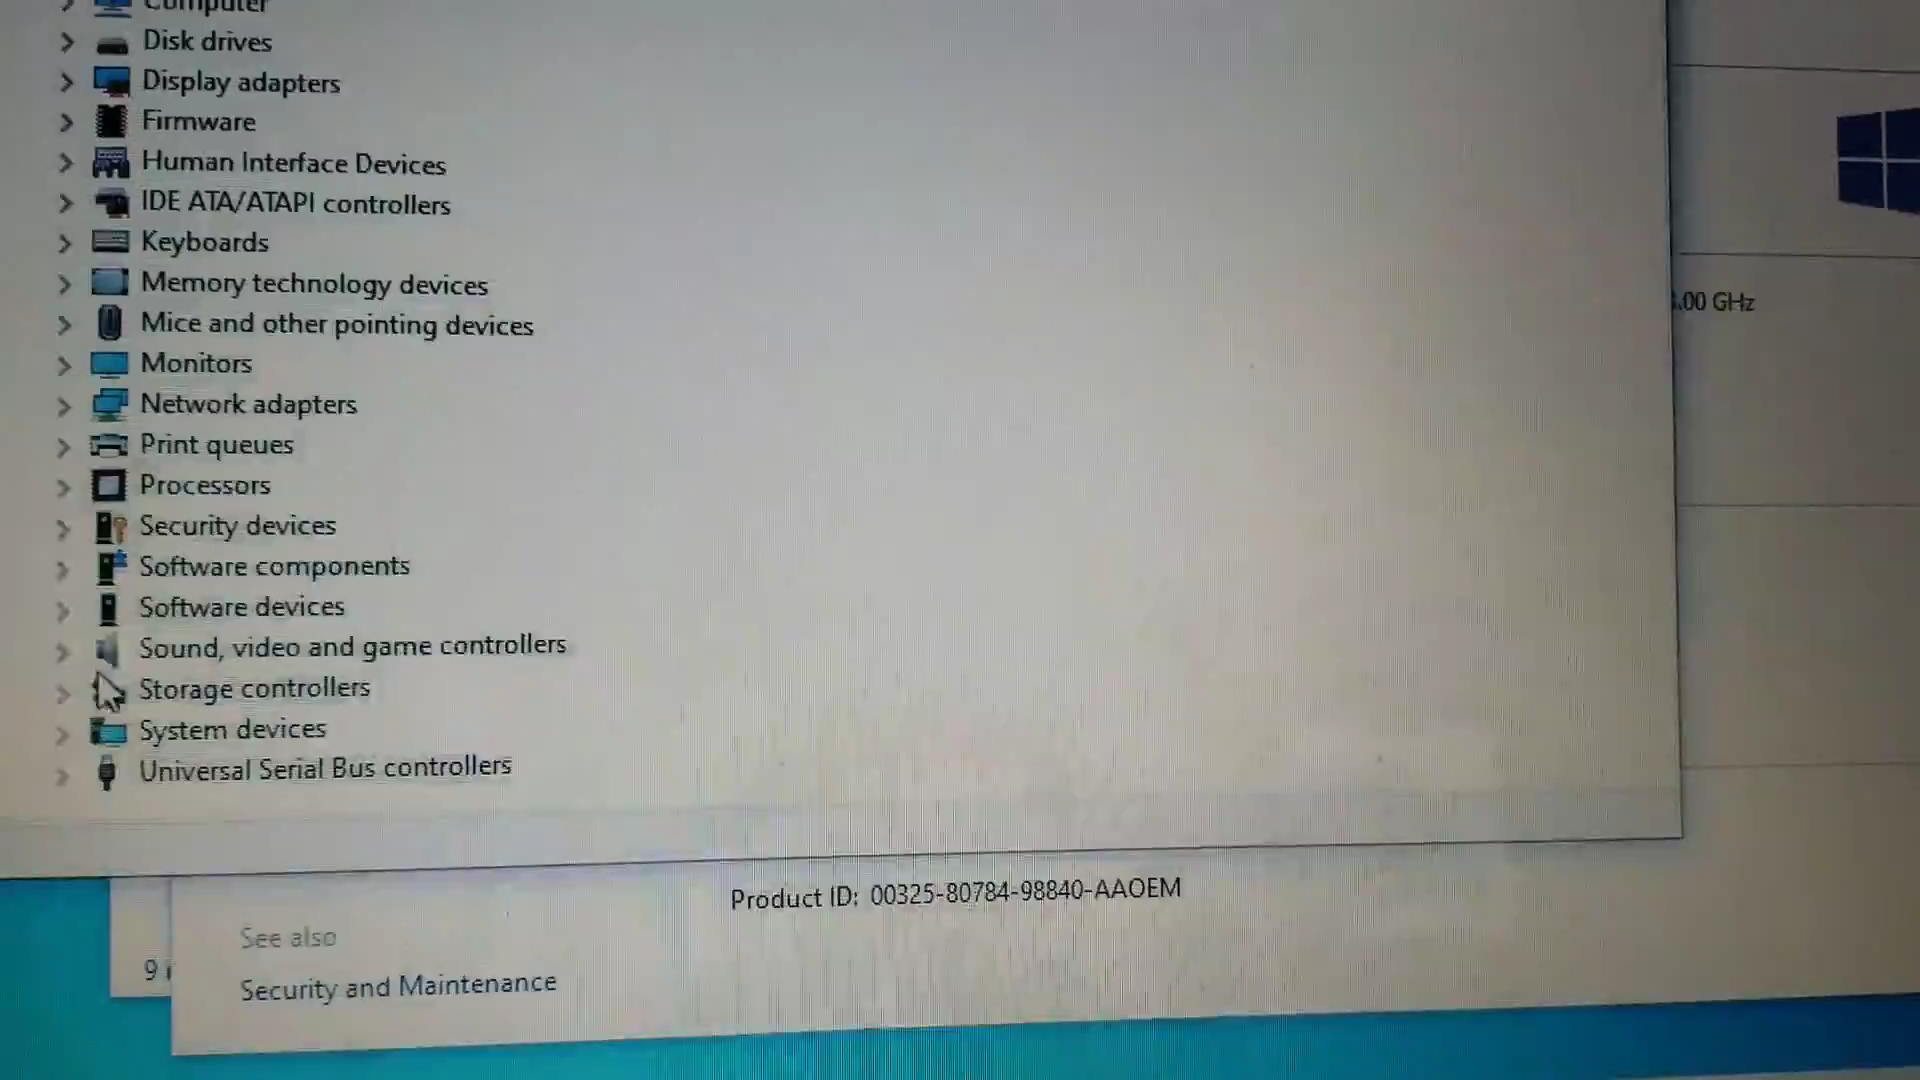 Computer
Disk drives
Display adapters
Firmware
Human Interface Devices
IDE ATA/ATAPI controllers
Keyboards
Memory technology devices
Mice and other pointing devices
Monitors
Network adapters
Print queues
Processors
Security devices
Software components
Software devices
Sound, video and game controllers
Storage controllers
System devices
Universal Serial Bus controllers
.00 GHz
Product ID: 00325-80784-98840-AAOEM
See also
Security and Maintenance
9